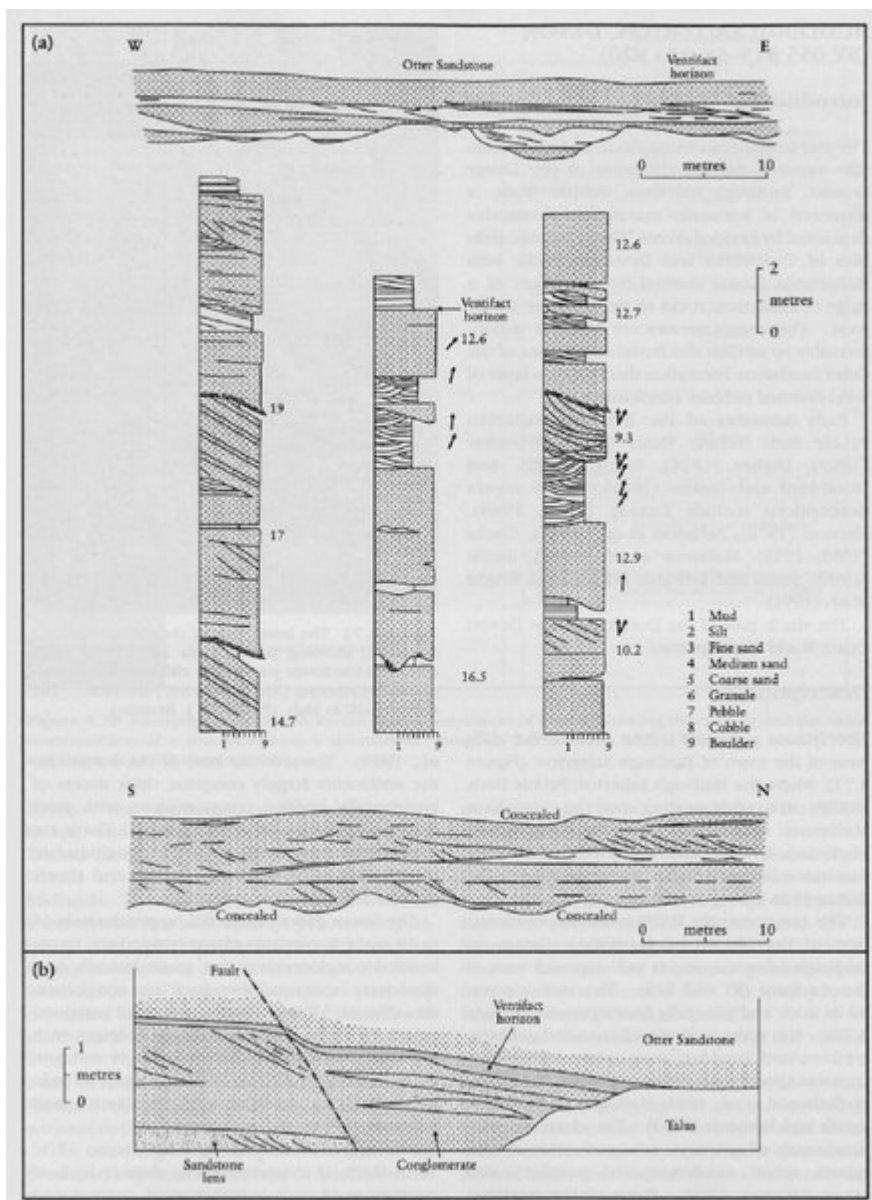 (a)
W
E
Otter Sandstone
Ventifact
horizon
0 metres 10
12.6
2
metres
0
12.7
Ventifact
horizon
12.6
19
9.3
17
12.9
10.2
16.5
14.7
1 Mud
2 Silt
3 Fine sand
4 Medium sand
5 Coarse sand
6 Granule
7 Pebble
8 Cobble
9 Boulder
1 9
1 9
1 9
S
N
Concealed
Concealed
Concealed
0 metres 10
(b)
Fault
Ventifact
horizon
Otter Sandstone
1
metres
0
Talus
Sandstone
lens
Conglomerate